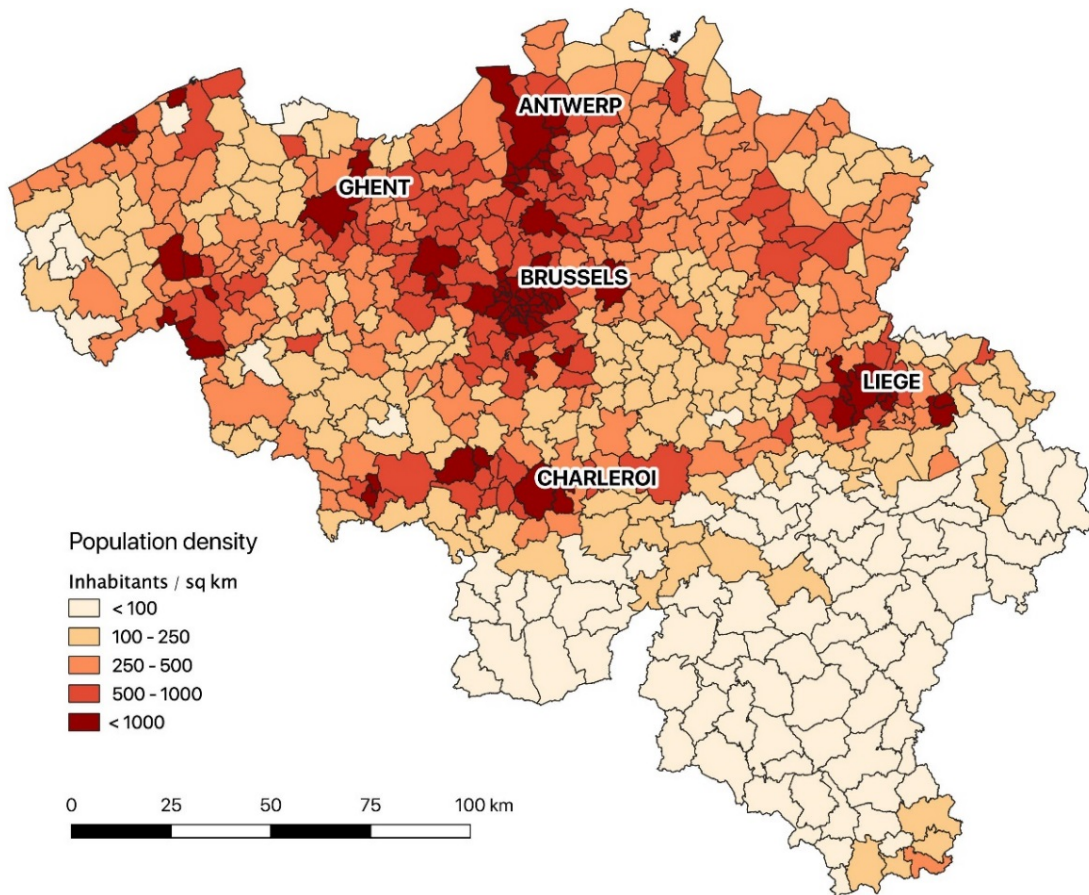 ANTWERP
GHENT
BRUSSELS
LIEGE
CHARLEROI
Population density
Inhabitants / sq km
< 100
100 - 250
250 - 500
500 - 1000
< 1000
0 25 50 75 100 km